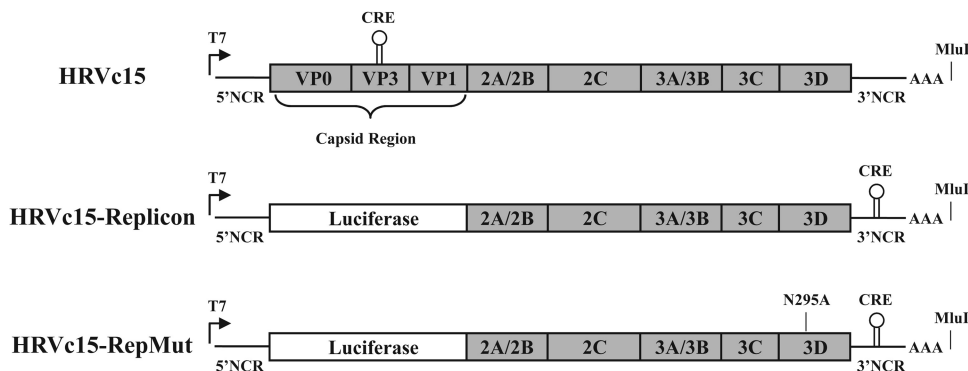 CRE
T7
MluI
HRVc15
VP0 VP3 VP1 2A/2B 2C 3A/3B 3C 3D
AAA
5'NCR
3'NCR
Capsid Region
CRE
T7
MluI
HRVc15-Replicon
Luciferase 2A/2B 2C 3A/3B 3C 3D
AAA
5'NCR
3'NCR
N295A
CRE
T7
MluI
HRVc15-RepMut
Luciferase 2A/2B 2C 3A/3B 3C 3D
AAA
5'NCR
3'NCR